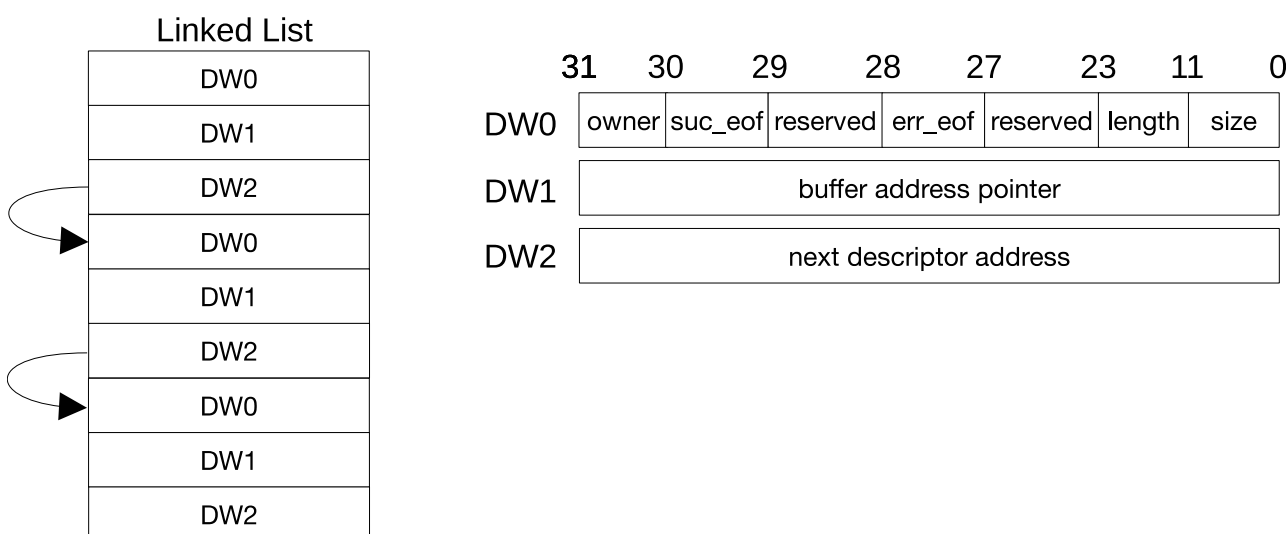 Linked List
DW0
DW1
DW2
DW0
DW1
DW2
DW0
DW1
DW2
31 30 29 28 27 23 11 0
DW0 owner suc_eof reserved err_eof reserved length size
DW1 buffer address pointer
DW2 next descriptor address